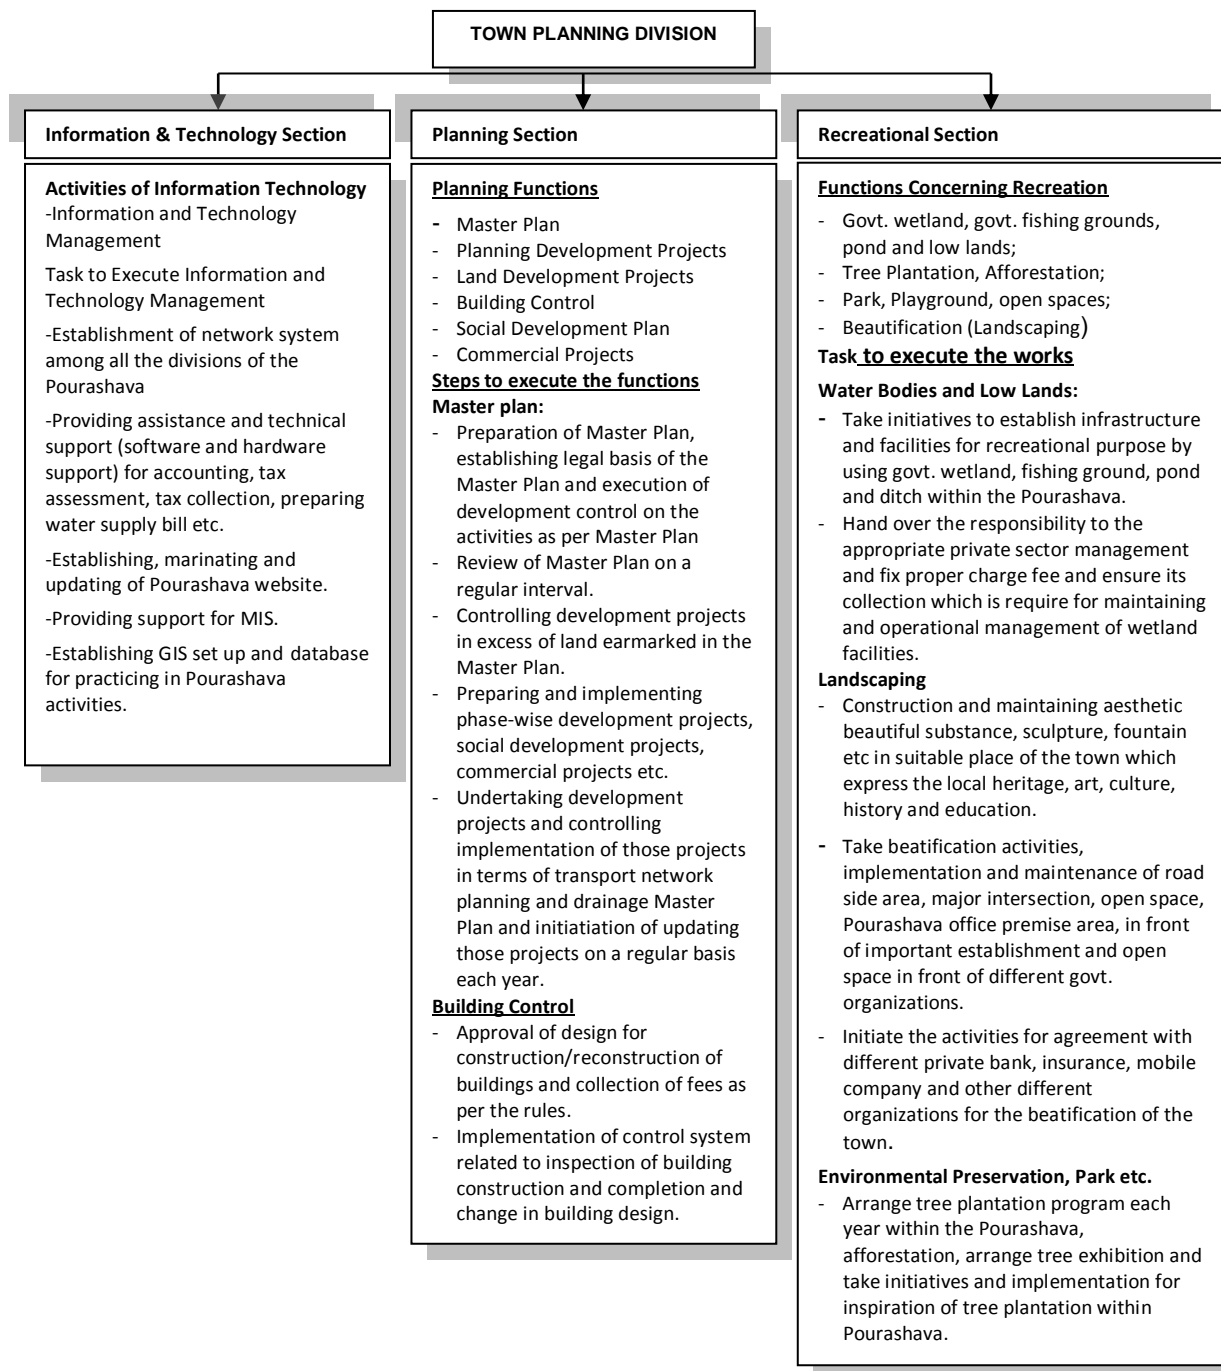 TOWN PLANNING DIVISION
Information & Technology Section
Activities of Information Technology
-Information and Technology
Management
Task to Execute Information and
Technology Management
-Establishment of network system
among all the divisions of the
Pourashava
-Providing assistance and technical
support (software and hardware
support) for accounting, tax
assessment, tax collection, preparing
water supply bill etc.
-Establishing, marinating and
updating of Pourashava website.
-Providing support for MIS.
-Establishing GIS set up and database
for practicing in Pourashava
activities.
Planning Section
Planning Functions
- Master Plan
- Planning Development Projects
- Land Development Projects
- Building Control
- Social Development Plan
- Commercial Projects
Steps to execute the functions
Master plan:
- Preparation of Master Plan,
establishing legal basis of the
Master Plan and execution of
development control on the
activities as per Master Plan
- Review of Master Plan on a
regular interval.
- Controlling development projects
in excess of land earmarked in the
Master Plan.
- Preparing and implementing
phase-wise development projects,
social development projects,
commercial projects etc.
- Undertaking development
projects and controlling
implementation of those projects
in terms of transport network
planning and drainage Master
Plan and initiatiation of updating
those projects on a regular basis
each year.
Building Control
- Approval of design for
construction/reconstruction of
buildings and collection of fees as
per the rules.
- Implementation of control system
related to inspection of building
construction and completion and
change in building design.
Recreational Section
Functions Concerning Recreation
- Govt. wetland, govt. fishing grounds,
pond and low lands;
- Tree Plantation, Afforestation;
- Park, Playground, open spaces;
- Beautification (Landscaping)
Task to execute the works
Water Bodies and Low Lands:
- Take initiatives to establish infrastructure
and facilities for recreational purpose by
using govt. wetland, fishing ground, pond
and ditch within the Pourashava.
- Hand over the responsibility to the
appropriate private sector management
and fix proper charge fee and ensure its
collection which is require for maintaining
and operational management of wetland
facilities.
Landscaping
- Construction and maintaining aesthetic
beautiful substance, sculpture, fountain
etc in suitable place of the town which
express the local heritage, art, culture,
history and education.
- Take beatification activities,
implementation and maintenance of road
side area, major intersection, open space,
Pourashava office premise area, in front
of important establishment and open
space in front of different govt.
organizations.
- Initiate the activities for agreement with
different private bank, insurance, mobile
company and other different
organizations for the beatification of the
town.
Environmental Preservation, Park etc.
- Arrange tree plantation program each
year within the Pourashava,
afforestation, arrange tree exhibition and
take initiatives and implementation for
inspiration of tree plantation within
Pourashava.